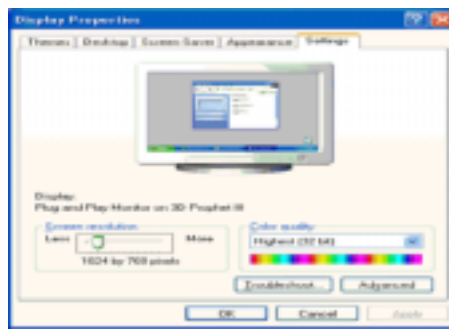 Display Properties
Themes Desktop Screen Saver Appearance Settings
Display:
Plug and Play Monitor on 3D Prophet III
Screen resolution
Less More
1024 by 768 pixels
Color quality
Highest (32 bit)
Troubleshoot... Advanced
OK Cancel Apply